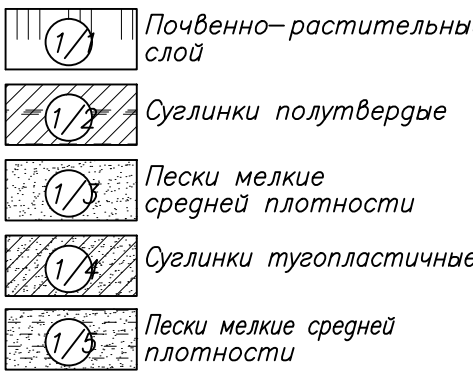 1/1 Почвенно-растительны
слой
1/2 Суглинки полутвердые
1/3 Пески мелкие
средней плотности
1/4 Суглинки тугопластичные
1/5 Пески мелкие средней
плотности